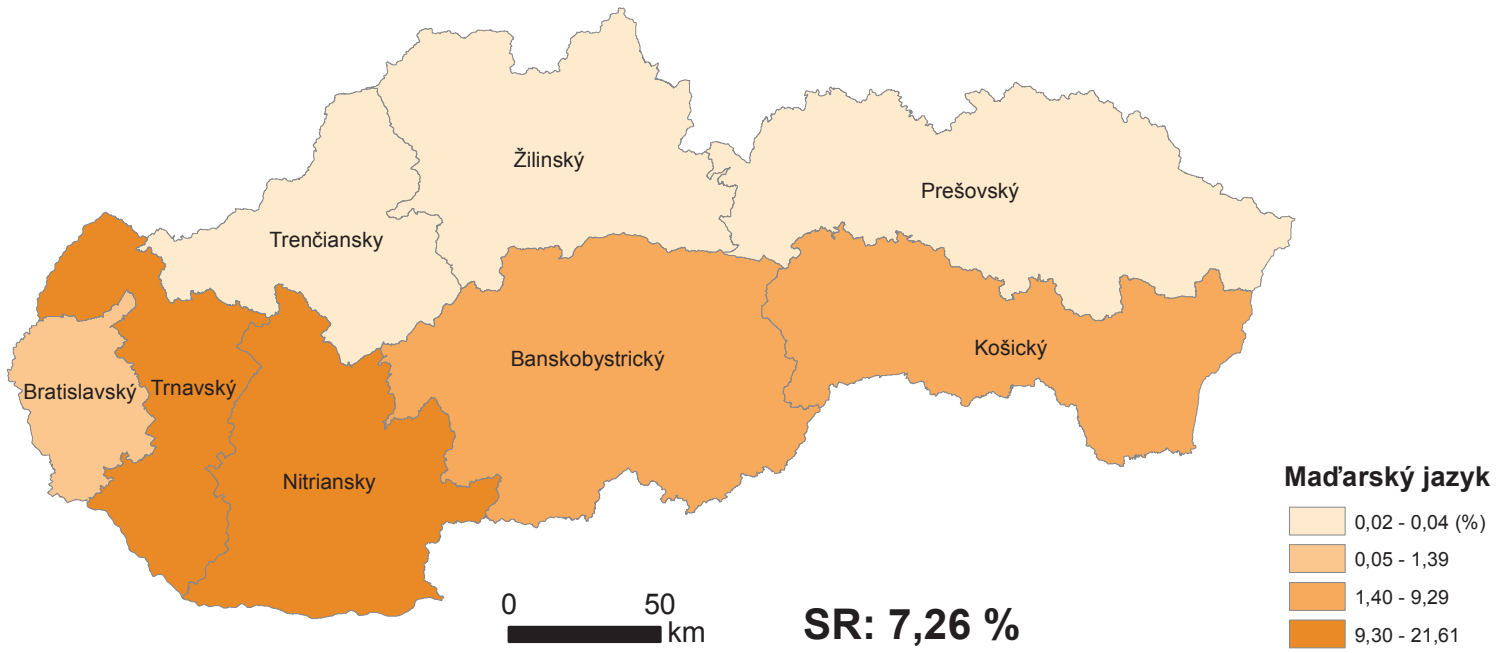 Žilinský
Prešovský
Trenčiansky
Košický
Banskobystrický
Bratislavský
Trnavský
Nitriansky
Maďarský jazyk
0,02 - 0,04 (%)
0,05 - 1,39
1,40 - 9,29
9,30 - 21,61
0 50
km
SR: 7,26 %